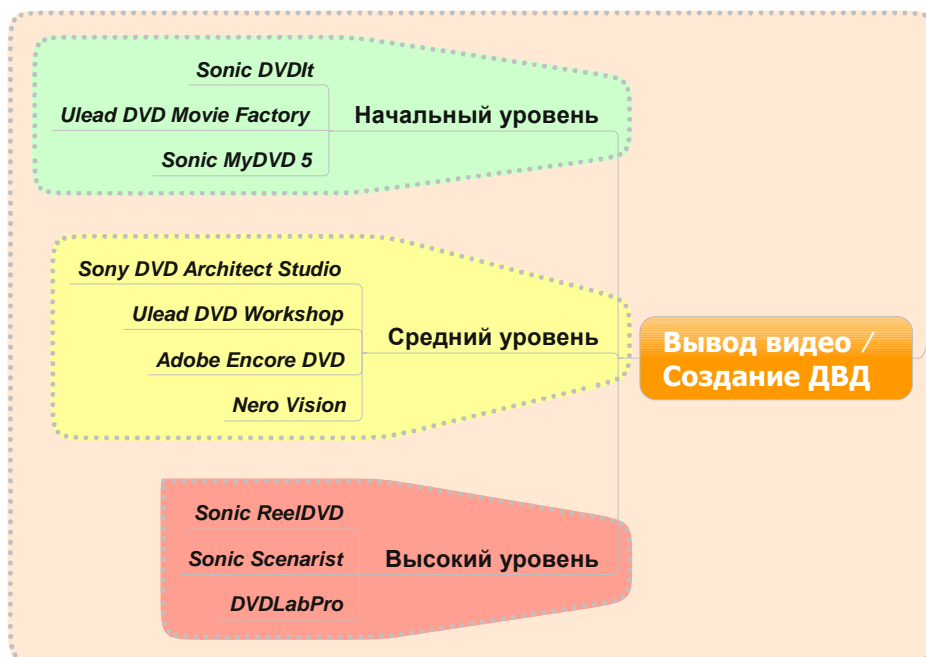 Sonic DVDIt
Ulead DVD Movie Factory
Sonic MyDVD 5
Начальный уровень
Sony DVD Architect Studio
Ulead DVD Workshop
Adobe Encore DVD
Nero Vision
Средний уровень
Sonic ReelDVD
Sonic Scenarist
DVDLabPro
Высокий уровень
Вывод видео /
Создание ДВД